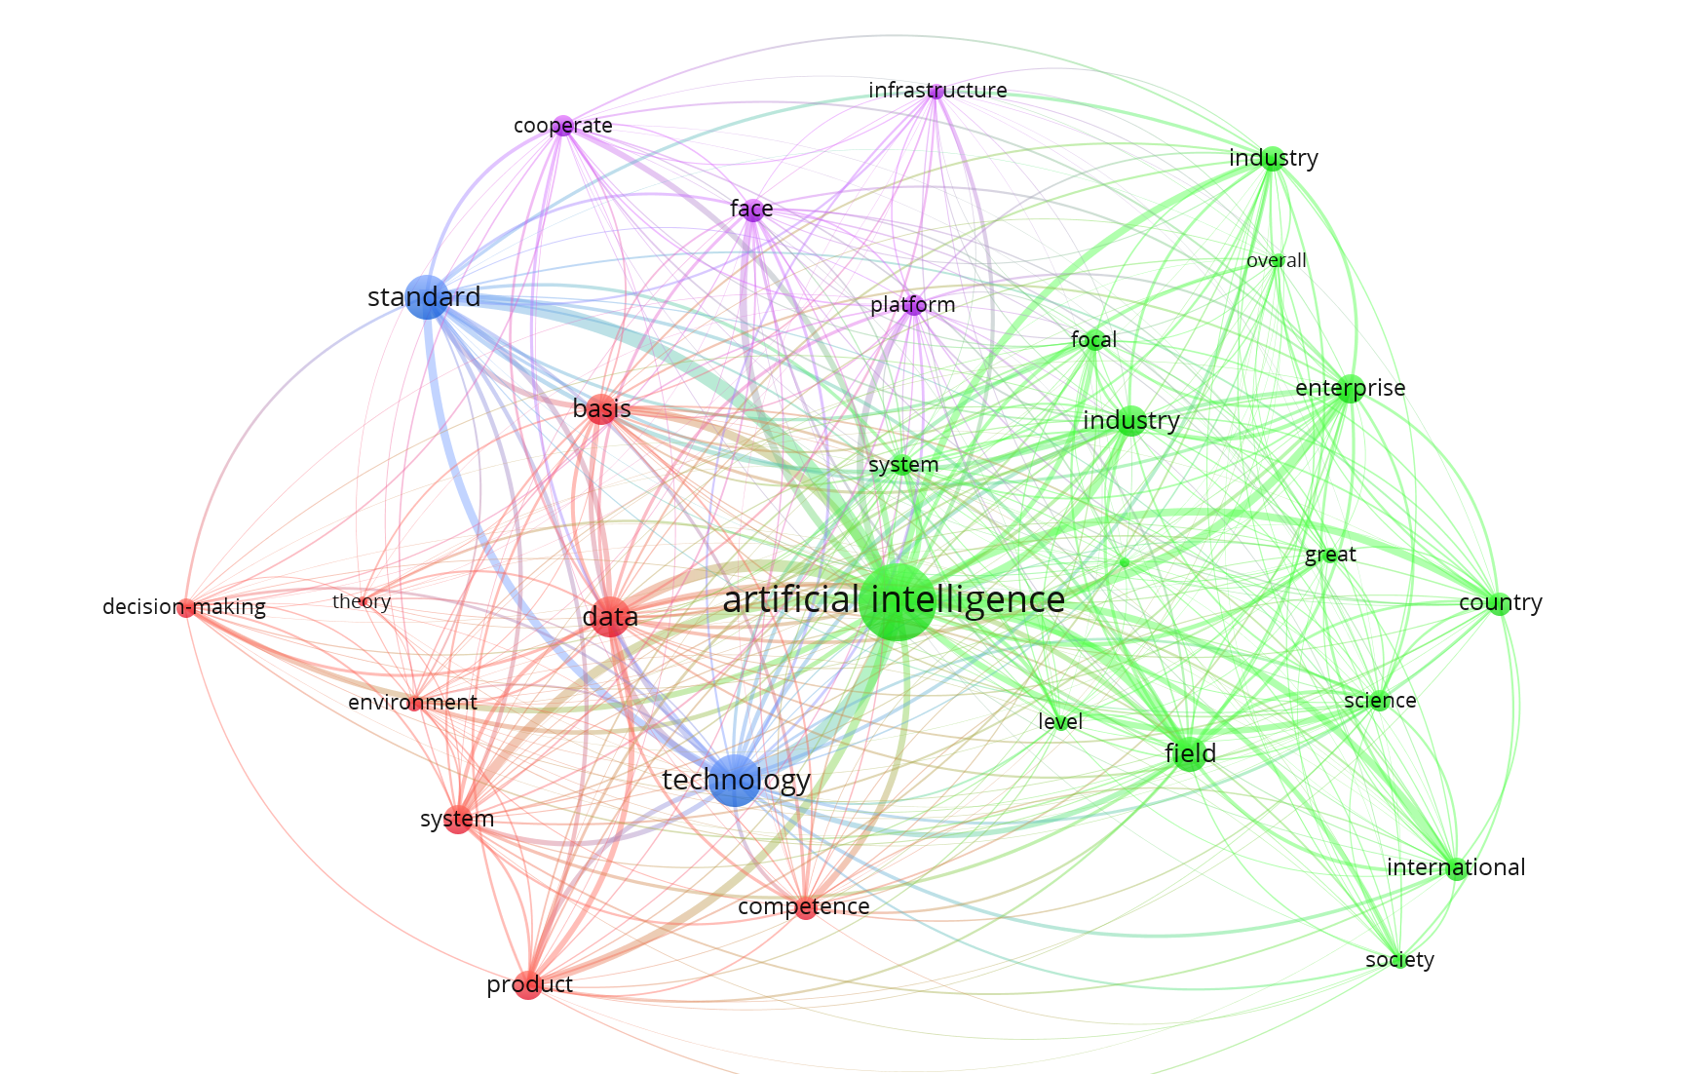 infrastructure
cooperate
industry
face
overall
standard
platform
focal
enterprise
basis
industry
system
great
artificial intelligence
country
decision-making
theory
data
environment
science
level
field
technology
system
international
competence
society
product